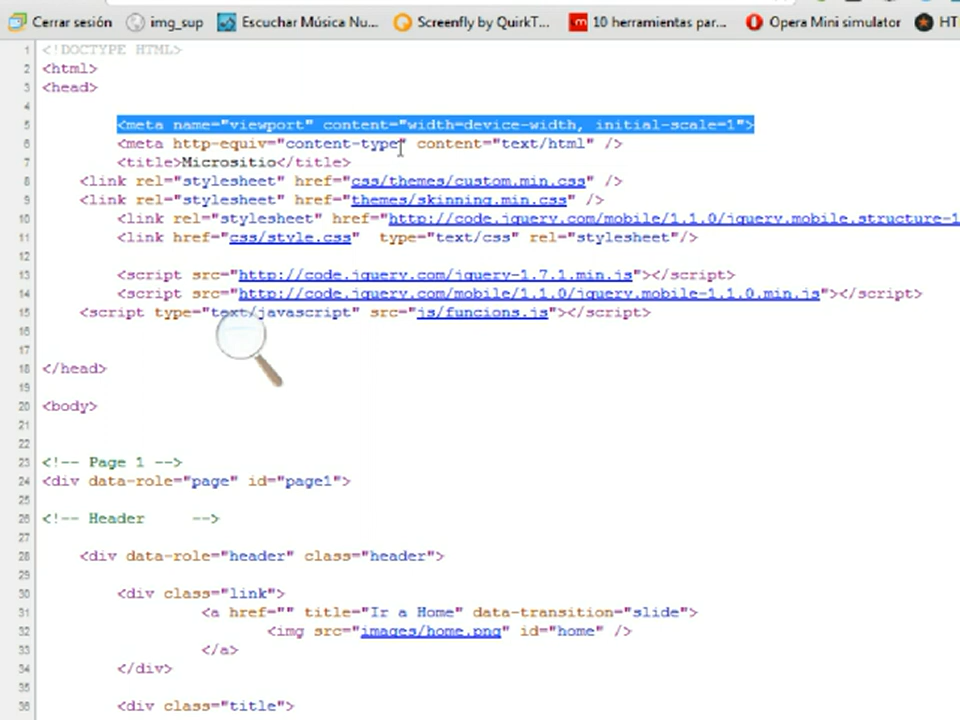 Cerrar sesión img_sup Escuchar Música Nu... Screenfly by QuirkT... 10 herramientas par... Opera Mini simulator HT
1 <!DOCTYPE HTML>
2 <html>
3 <head>
4
5 <meta name="viewport" content="width=device-width, initial-scale=1">
6 <meta http-equiv="content-type" content="text/html" />
7 <title>Micrositio</title>
8 <link rel="stylesheet" href="css/themes/custom.min.css" />
9 <link rel="stylesheet" href="themes/skinning.min.css" />
10 <link rel="stylesheet" href="http://code.jquery.com/mobile/1.1.0/jquery.mobile.structure-1
11 <link href="css/style.css" type="text/css" rel="stylesheet"/>
12
13 <script src="http://code.jquery.com/jquery-1.7.1.min.js"></script>
14 <script src="http://code.jquery.com/mobile/1.1.0/jquery.mobile-1.1.0.min.js"></script>
15 <script type="text/javascript" src="js/funcions.js"></script>
16
17
18 </head>
19
20 <body>
21
22
23 <!-- Page 1 -->
24 <div data-role="page" id="page1">
25
26 <!-- Header -->
27
28 <div data-role="header" class="header">
29
30 <div class="link">
31 <a href="" title="Ir a Home" data-transition="slide">
32 <img src="images/home.png" id="home" />
33 </a>
34 </div>
35
36 <div class="title">